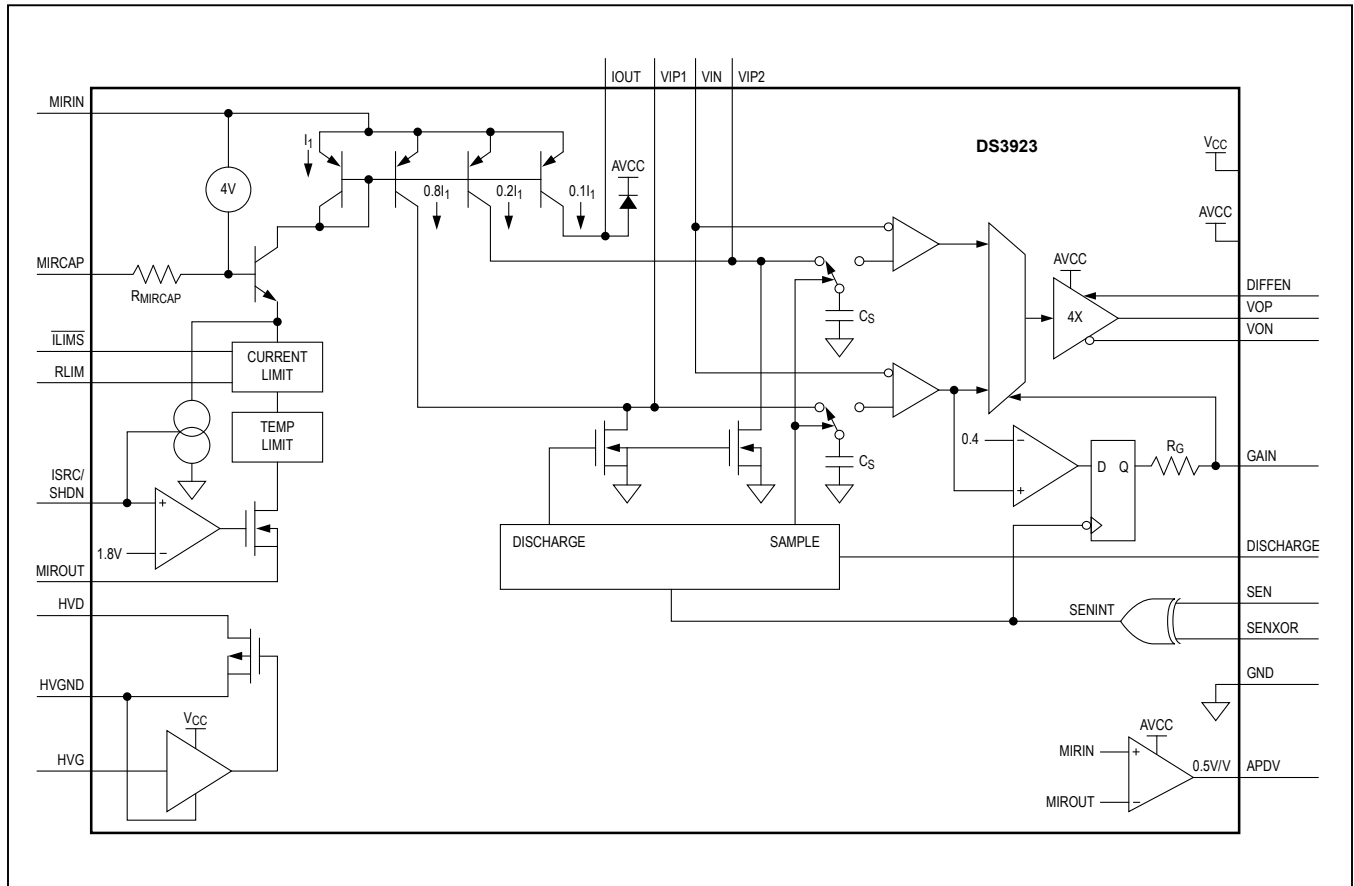 IOUT VIP1 VIN VIP2
MIRIN
DS3923
I1
VCC
4V
AVCC
0.8I1 0.2I1 0.1I1
AVCC
MIRCAP
RMIRCAP
AVCC
DIFFEN
4X
VOP
VON
CS
ILIMS
CURRENT
LIMIT
RLIM
TEMP
LIMIT
0.4
−
+
D Q
RG
GAIN
CS
ISRC/
SHDN
+
1.8V
−
DISCHARGE SAMPLE
DISCHARGE
MIROUT
HVD
SEN
SENINT
SENXOR
HVGND
GND
VCC
HVG
AVCC
MIRIN
+
0.5V/V
APDV
MIROUT
−